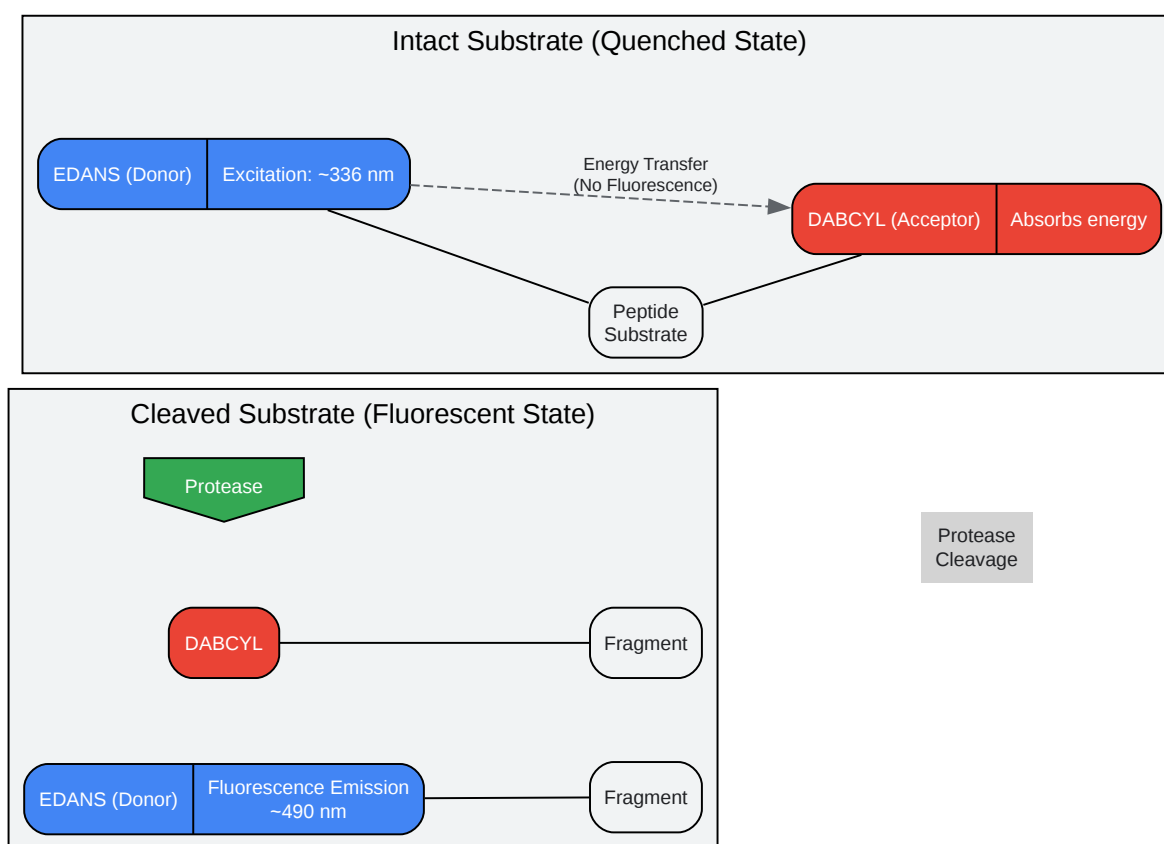 Intact Substrate (Quenched State)
EDANS (Donor)
Excitation: ~336 nm
Energy Transfer
(No Fluorescence)
DABCYL (Acceptor)
Absorbs energy
Peptide
Substrate
Cleaved Substrate (Fluorescent State)
Protease
Protease
Cleavage
DABCYL
Fragment
EDANS (Donor)
Fluorescence Emission
~490 nm
Fragment